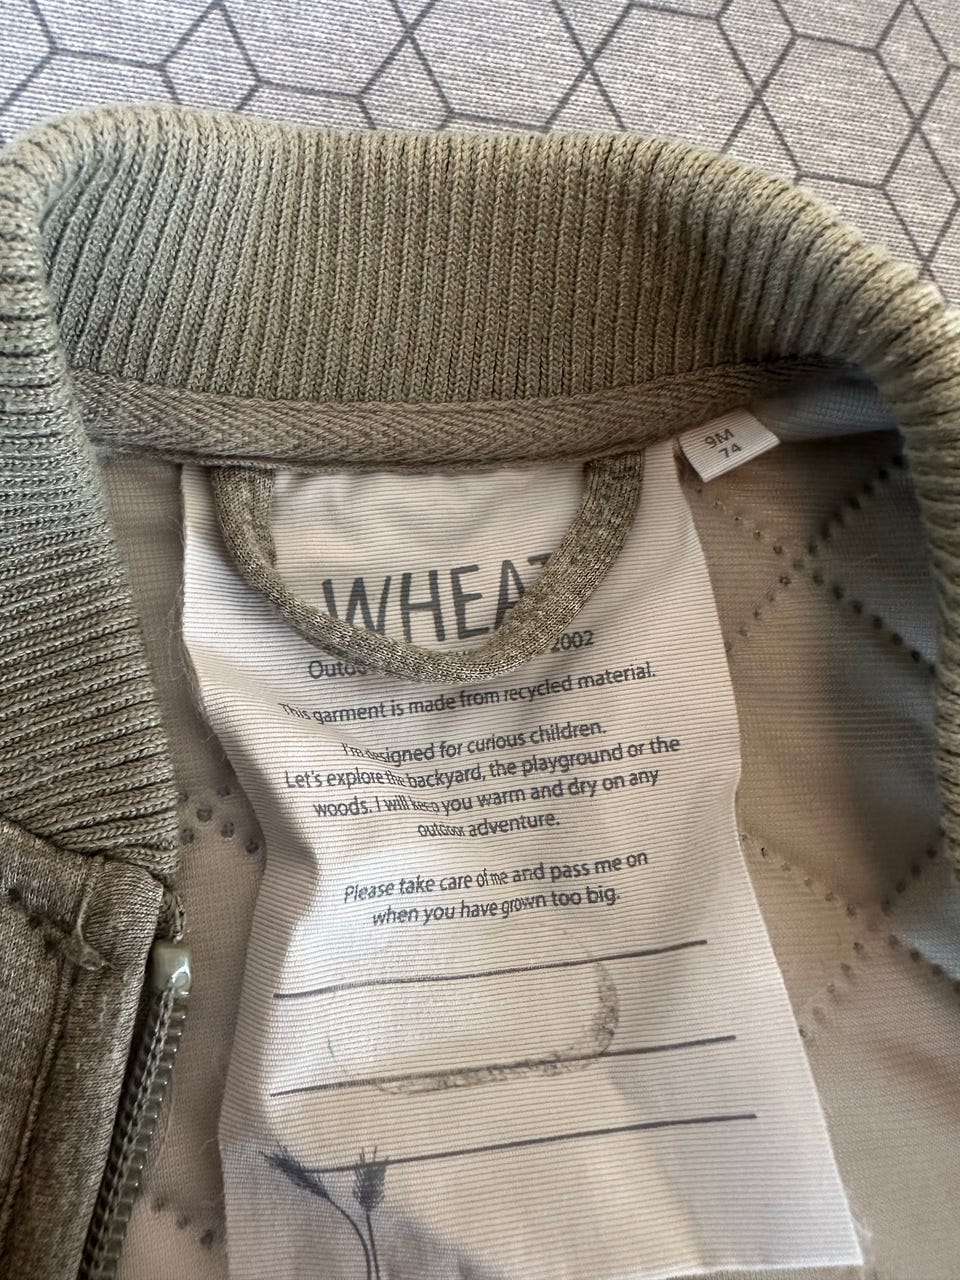 9M
74
WHEA
2002
This garment is made from recycled material.
I'm designed for curious children.
Let's explore the backyard, the playground or the
woods. I will keep you warm and dry on any
outdoor adventure.
Please take care of me and pass me on
when you have grown too big.